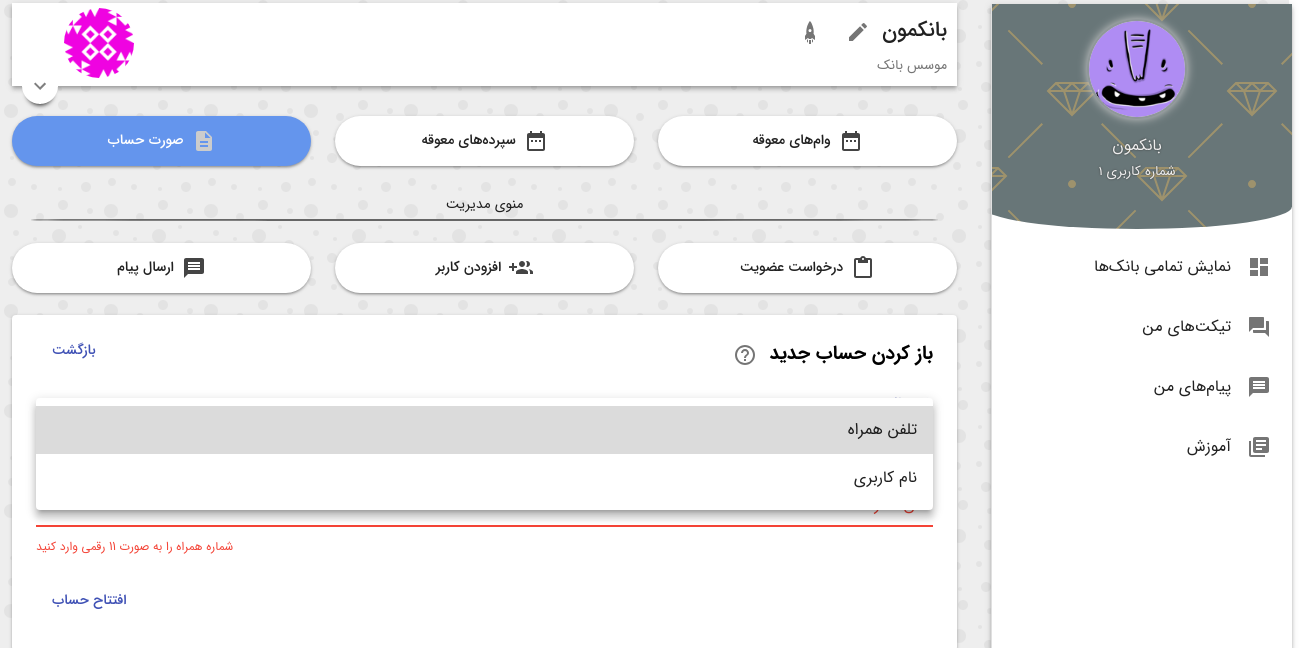 بانکمون
موسس بانک
وام‌های معوقه
سپرده‌های معوقه
صورت حساب
منوی مدیریت
درخواست عضویت
افزودن کاربر
ارسال پیام
باز کردن حساب جدید
بازگشت
تلفن همراه
نام کاربری
شماره همراه را به صورت ۱۱ رقمی وارد کنید
افتتاح حساب
بانکمون
شماره کاربری ۱
نمایش تمامی بانک‌ها
تیکت‌های من
پیام‌های من
آموزش